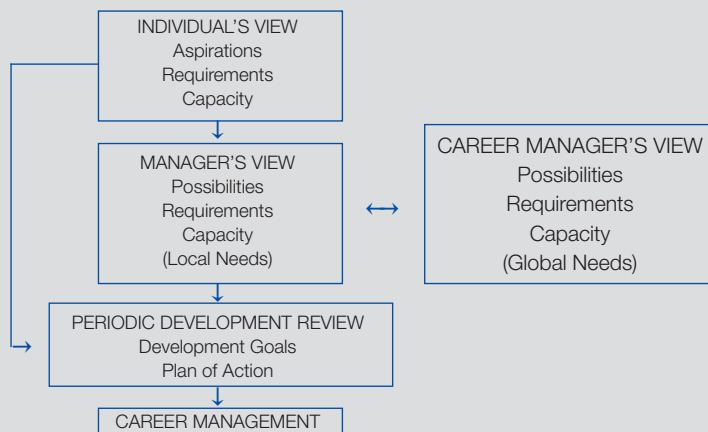 INDIVIDUAL’S VIEW
Aspirations
Requirements
Capacity
MANAGER’S VIEW
Possibilities
Requirements
Capacity
(Local Needs)
CAREER MANAGER’S VIEW
Possibilities
Requirements
Capacity
(Global Needs)
PERIODIC DEVELOPMENT REVIEW
Development Goals
Plan of Action
CAREER MANAGEMENT